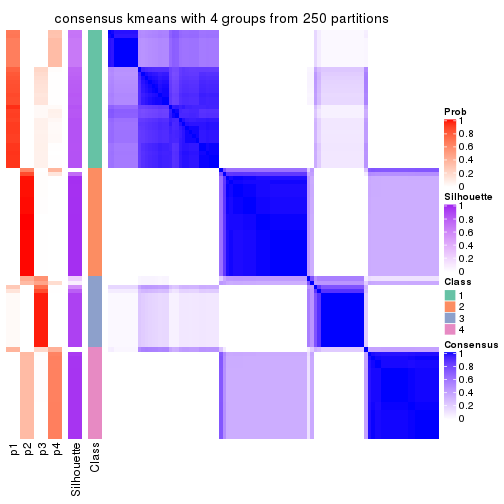 consensus kmeans with 4 groups from 250 partitions
Prob
1
0.8
0.6
0.4
0.2
0
Silhouette
1
0.8
0.6
0.4
0.2
0
Class
1
2
3
4
Consensus
1
0.8
0.6
0.4
0.2
0
p1
p2
p3
p4
Silhouette
Class